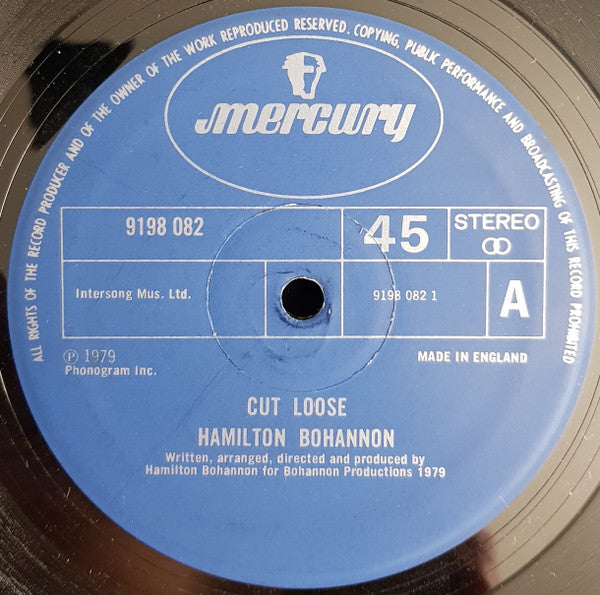 ALL RIGHTS OF THE RECORD PRODUCER AND OF THE OWNER OF THE WORK REPRODUCED RESERVED. COPYING, PUBLIC PERFORMANCE AND BROADCASTING OF THIS RECORD PROHIBITED
mercury
9198 082
45
STEREO
Intersong Mus. Ltd.
9198 082 1
A
℗ 1979
Phonogram Inc.
MADE IN ENGLAND
CUT LOOSE
HAMILTON BOHANNON
Written, arranged, directed and produced by
Hamilton Bohannon for Bohannon Productions 1979